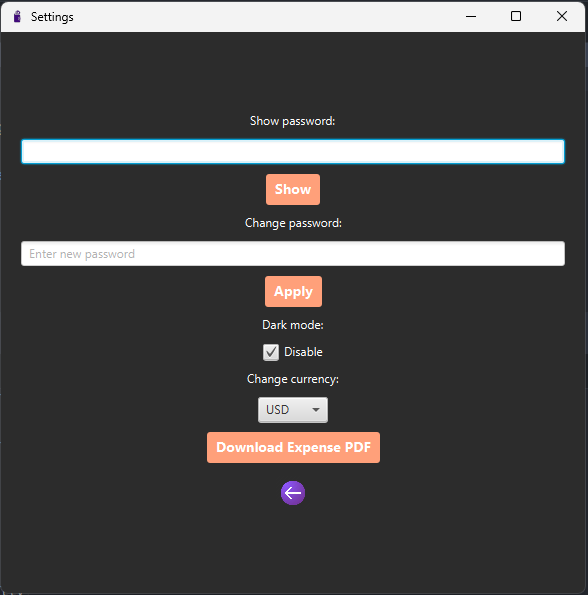 Settings
Show password:
Show
Change password:
Enter new password
Apply
Dark mode:
Disable
Change currency:
USD
Download Expense PDF